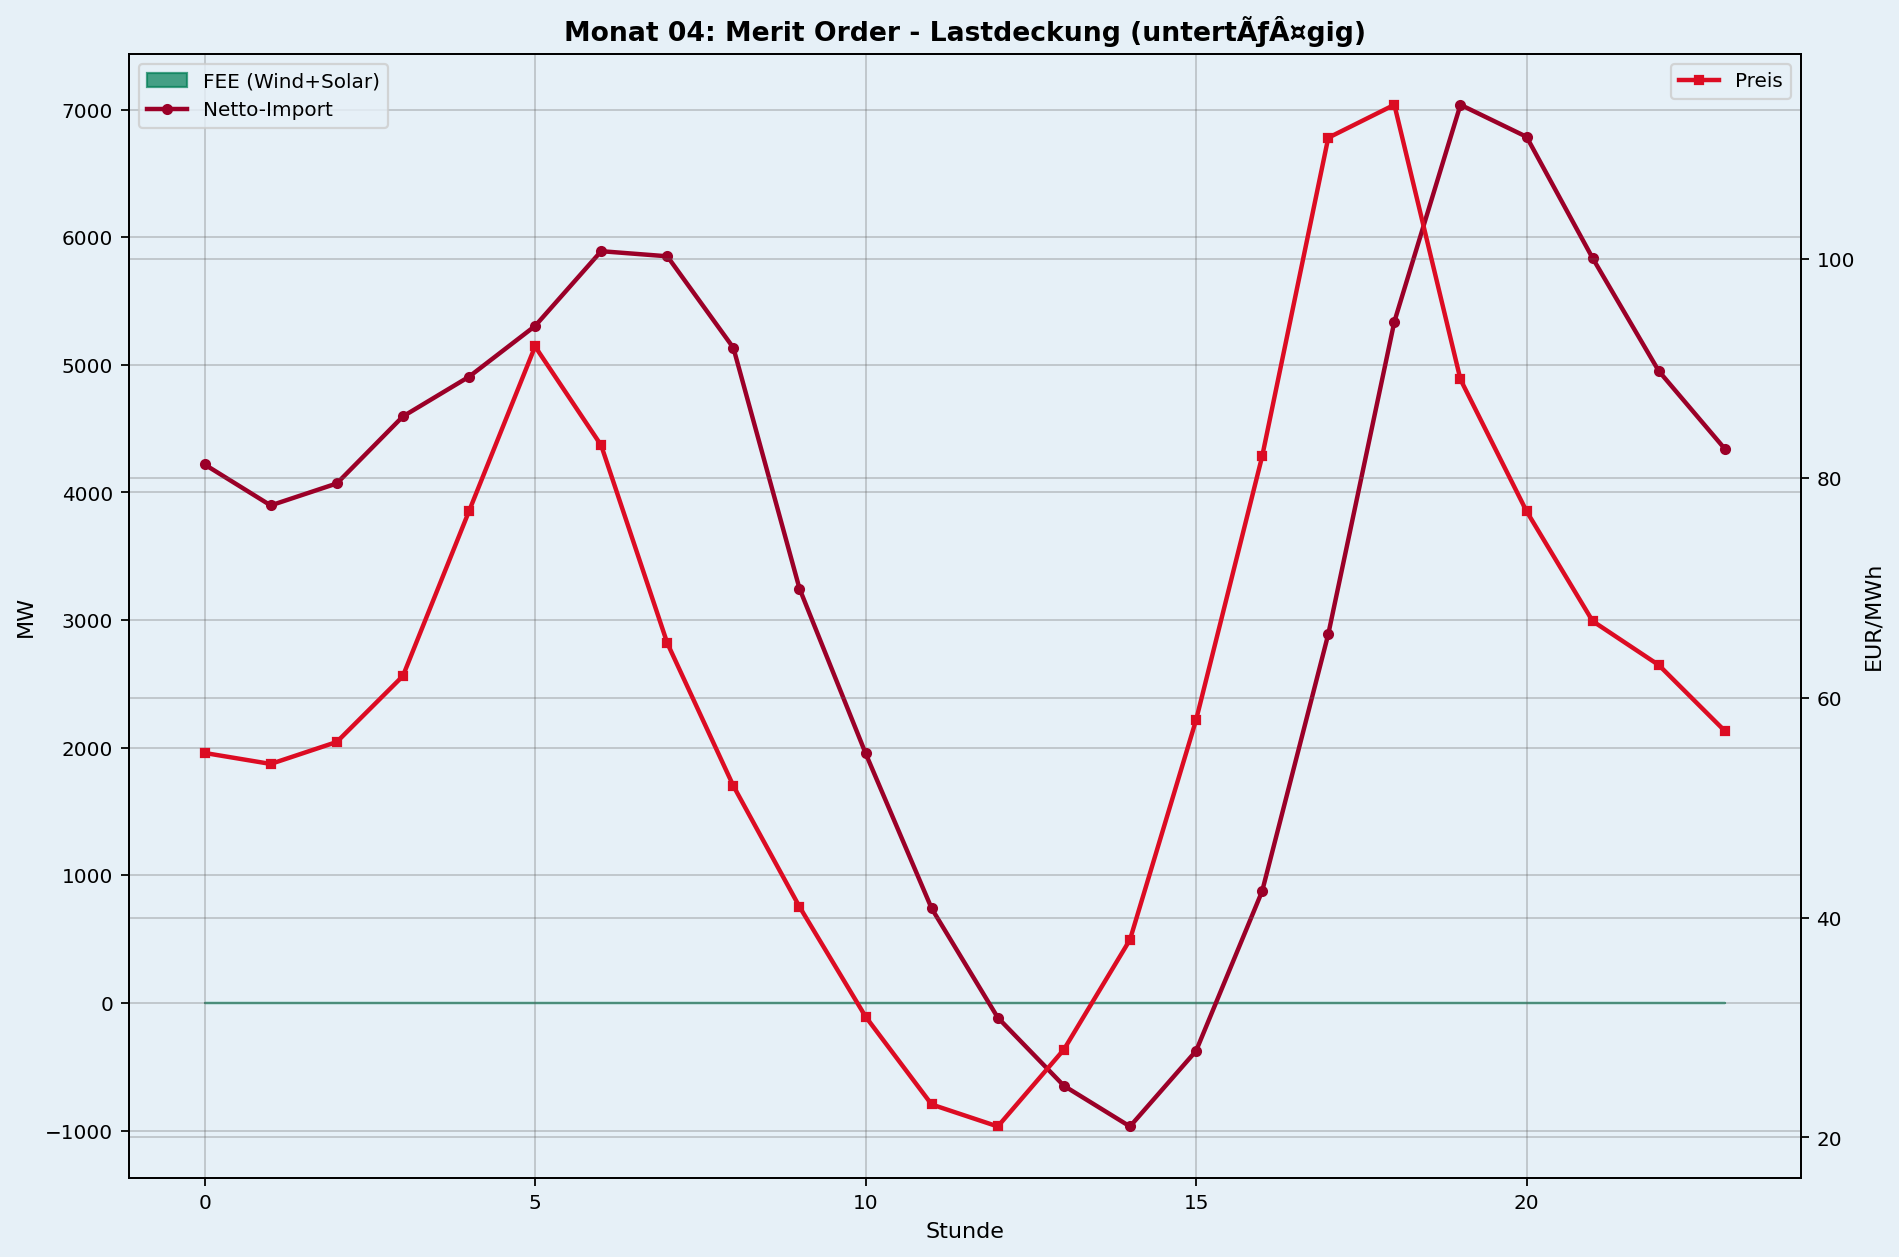 Monat 04: Merit Order - Lastdeckung (untertÃƒÂ¤gig)
FEE (Wind+Solar)
Netto-Import
Preis
7000
6000
5000
4000
3000
2000
1000
0
−1000
MW
100
80
60
40
20
EUR/MWh
0 5 10 15 20
Stunde